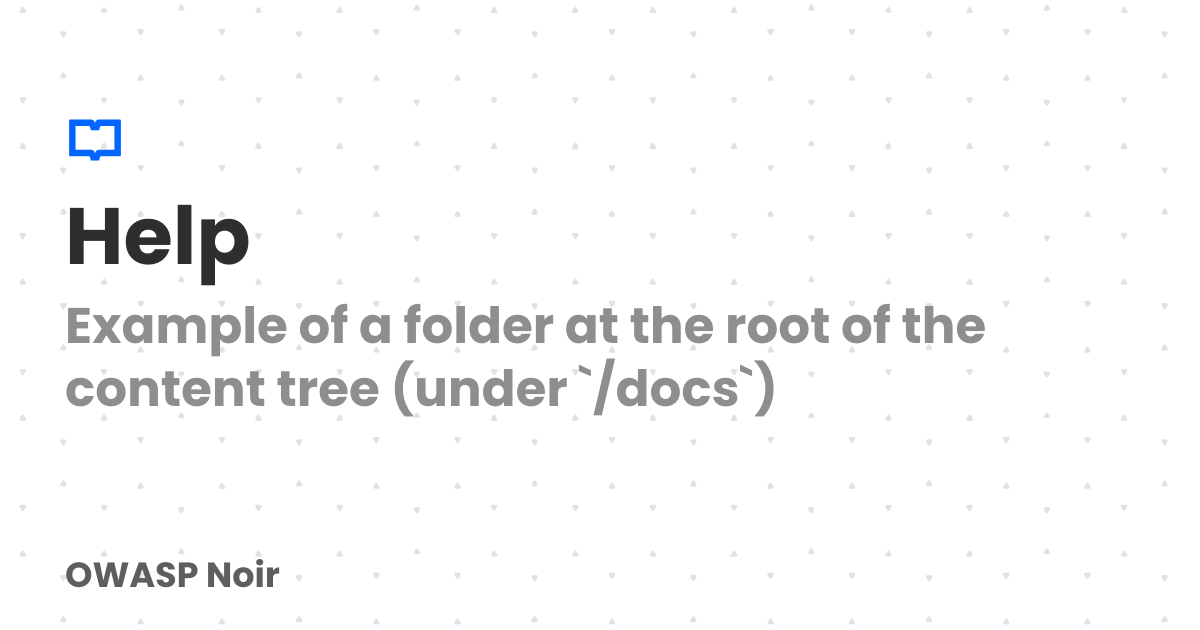 Help
Example of a folder at the root of the
content tree (under `/docs`)
OWASP Noir